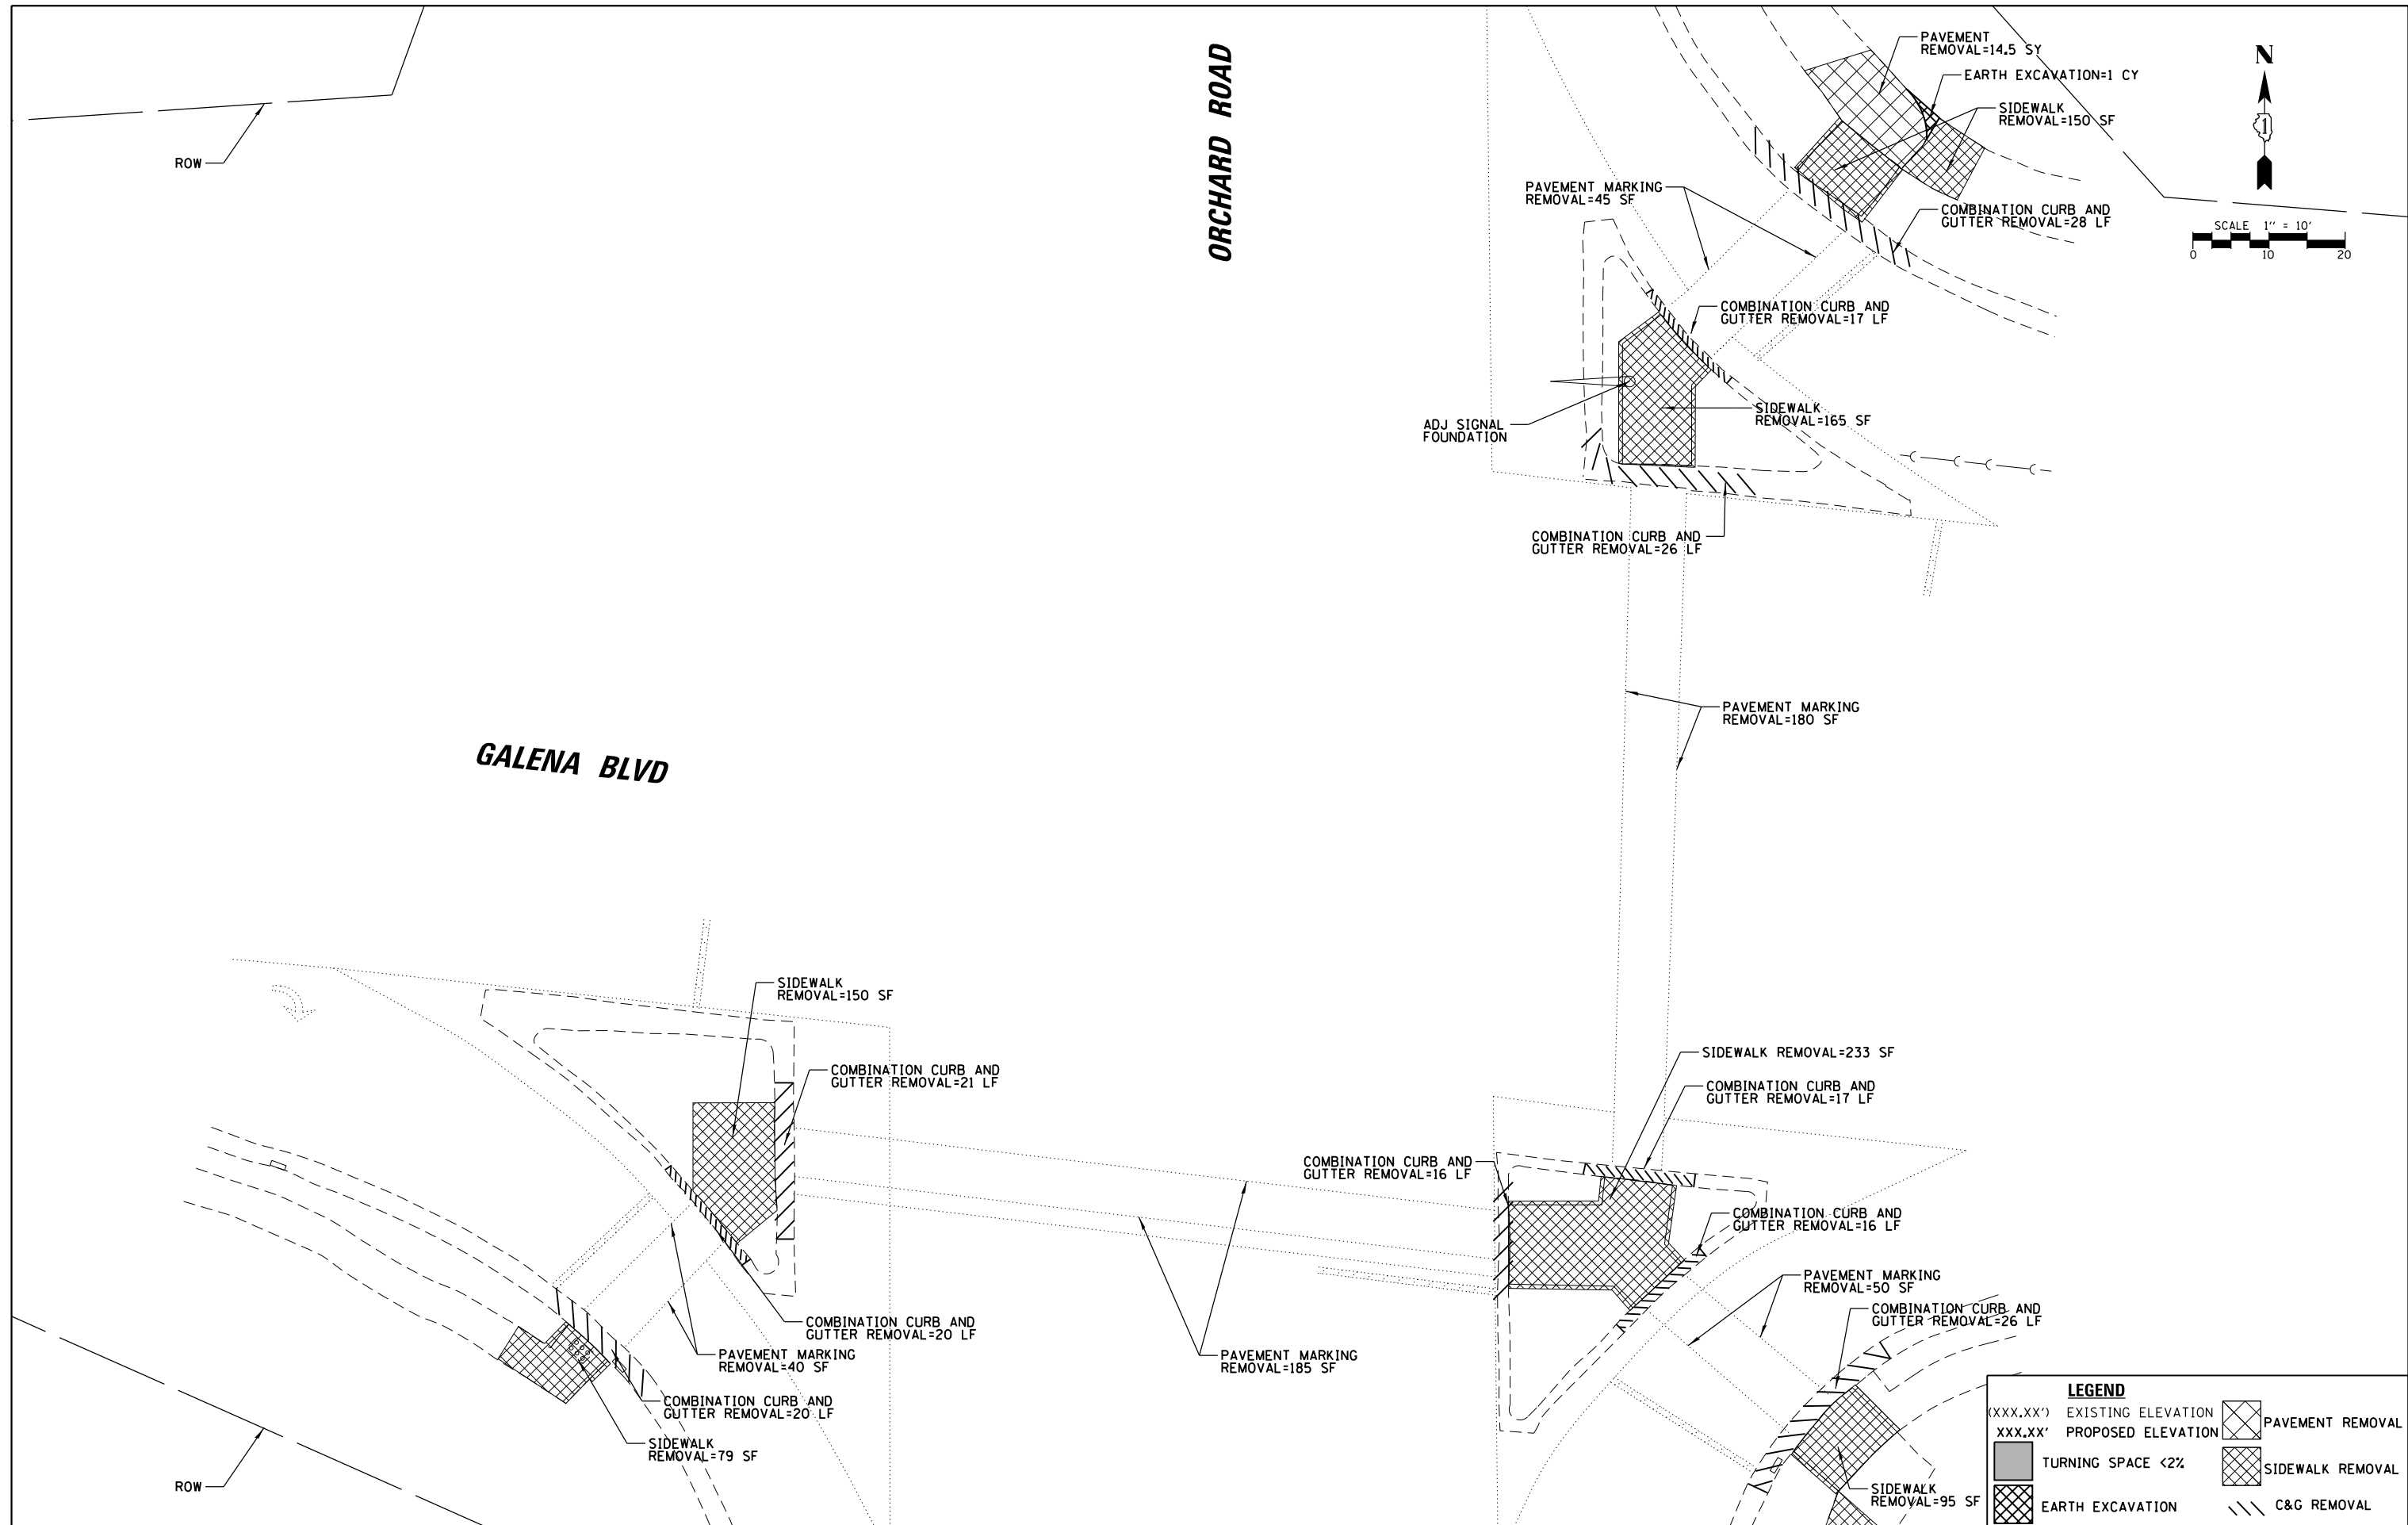 ORCHARD ROAD
GALENA BLVD
ROW
PAVEMENT
REMOVAL=14.5 SY
EARTH EXCAVATION=1 CY
SIDEWALK
REMOVAL=150 SF
N
1
SCALE 1'' = 10'
0 10 20
PAVEMENT MARKING
REMOVAL=45 SF
COMBINATION CURB AND
GUTTER REMOVAL=28 LF
COMBINATION CURB AND
GUTTER REMOVAL=17 LF
SIDEWALK
REMOVAL=165 SF
ADJ SIGNAL
FOUNDATION
COMBINATION CURB AND
GUTTER REMOVAL=26 LF
PAVEMENT MARKING
REMOVAL=180 SF
SIDEWALK
REMOVAL=150 SF
COMBINATION CURB AND
GUTTER REMOVAL=21 LF
SIDEWALK REMOVAL=233 SF
COMBINATION CURB AND
GUTTER REMOVAL=17 LF
COMBINATION CURB AND
GUTTER REMOVAL=16 LF
COMBINATION CURB AND
GUTTER REMOVAL=16 LF
PAVEMENT MARKING
REMOVAL=50 SF
COMBINATION CURB AND
GUTTER REMOVAL=26 LF
COMBINATION CURB AND
GUTTER REMOVAL=20 LF
PAVEMENT MARKING
REMOVAL=40 SF
PAVEMENT MARKING
REMOVAL=185 SF
COMBINATION CURB AND
GUTTER REMOVAL=20 LF
SIDEWALK
REMOVAL=79 SF
ROW
SIDEWALK
REMOVAL=95 SF
LEGEND
(XXX.XX') EXISTING ELEVATION
XXX.XX' PROPOSED ELEVATION
TURNING SPACE <2%
EARTH EXCAVATION
PAVEMENT REMOVAL
SIDEWALK REMOVAL
C&G REMOVAL